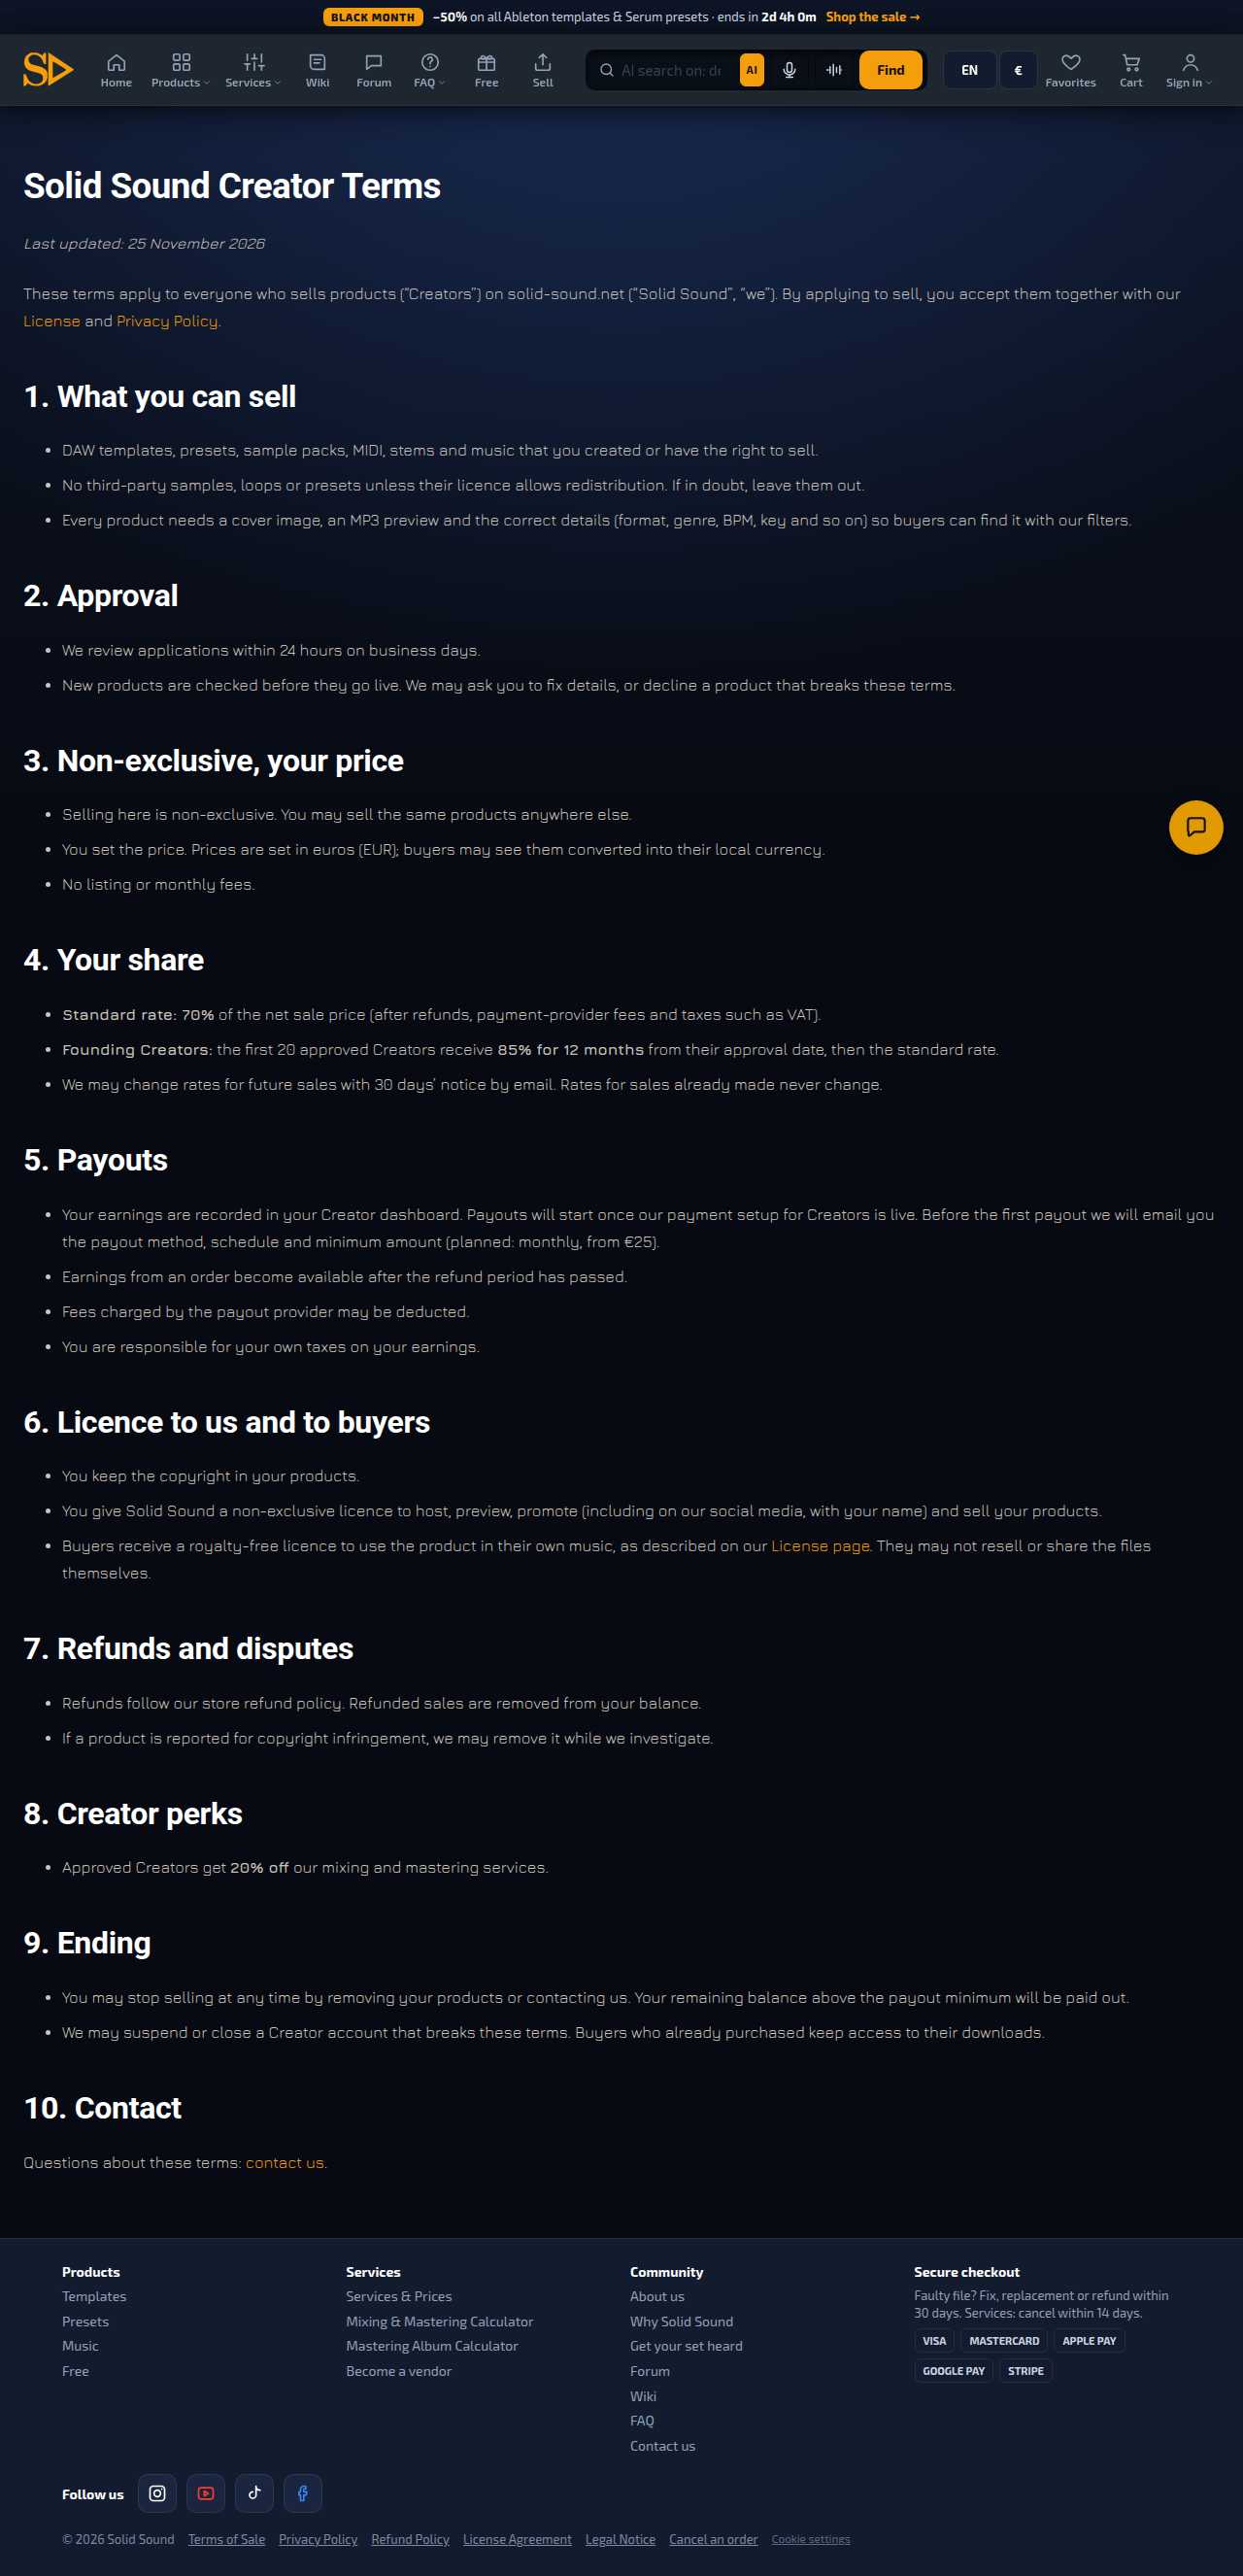 BLACK MONTH −50% on all Ableton templates & Serum presets · ends in 2d 4h 0m Shop the sale →
Home Products Services Wiki Forum FAQ Free Sell AI search on: AI Find EN € Favorites Cart Sign in
Solid Sound Creator Terms
Last updated: 25 November 2026
These terms apply to everyone who sells products (“Creators”) on solid-sound.net (“Solid Sound”, “we”). By applying to sell, you accept them together with our
License and Privacy Policy.
1. What you can sell
• DAW templates, presets, sample packs, MIDI, stems and music that you created or have the right to sell.
• No third-party samples, loops or presets unless their licence allows redistribution. If in doubt, leave them out.
• Every product needs a cover image, an MP3 preview and the correct details (format, genre, BPM, key and so on) so buyers can find it with our filters.
2. Approval
• We review applications within 24 hours on business days.
• New products are checked before they go live. We may ask you to fix details, or decline a product that breaks these terms.
3. Non-exclusive, your price
• Selling here is non-exclusive. You may sell the same products anywhere else.
• You set the price. Prices are set in euros (EUR); buyers may see them converted into their local currency.
• No listing or monthly fees.
4. Your share
• Standard rate: 70% of the net sale price (after refunds, payment-provider fees and taxes such as VAT).
• Founding Creators: the first 20 approved Creators receive 85% for 12 months from their approval date, then the standard rate.
• We may change rates for future sales with 30 days’ notice by email. Rates for sales already made never change.
5. Payouts
• Your earnings are recorded in your Creator dashboard. Payouts will start once our payment setup for Creators is live. Before the first payout we will email you
the payout method, schedule and minimum amount (planned: monthly, from €25).
• Earnings from an order become available after the refund period has passed.
• Fees charged by the payout provider may be deducted.
• You are responsible for your own taxes on your earnings.
6. Licence to us and to buyers
• You keep the copyright in your products.
• You give Solid Sound a non-exclusive licence to host, preview, promote (including on our social media, with your name) and sell your products.
• Buyers receive a royalty-free licence to use the product in their own music, as described on our License page. They may not resell or share the files
themselves.
7. Refunds and disputes
• Refunds follow our store refund policy. Refunded sales are removed from your balance.
• If a product is reported for copyright infringement, we may remove it while we investigate.
8. Creator perks
• Approved Creators get 20% off our mixing and mastering services.
9. Ending
• You may stop selling at any time by removing your products or contacting us. Your remaining balance above the payout minimum will be paid out.
• We may suspend or close a Creator account that breaks these terms. Buyers who already purchased keep access to their downloads.
10. Contact
Questions about these terms: contact us.
Products
Templates
Presets
Music
Free
Services
Services & Prices
Mixing & Mastering Calculator
Mastering Album Calculator
Become a vendor
Community
About us
Why Solid Sound
Get your set heard
Forum
Wiki
FAQ
Contact us
Secure checkout
Faulty file? Fix, replacement or refund within
30 days. Services: cancel within 14 days.
VISA MASTERCARD APPLE PAY
GOOGLE PAY STRIPE
Follow us
© 2026 Solid Sound Terms of Sale Privacy Policy Refund Policy License Agreement Legal Notice Cancel an order Cookie settings